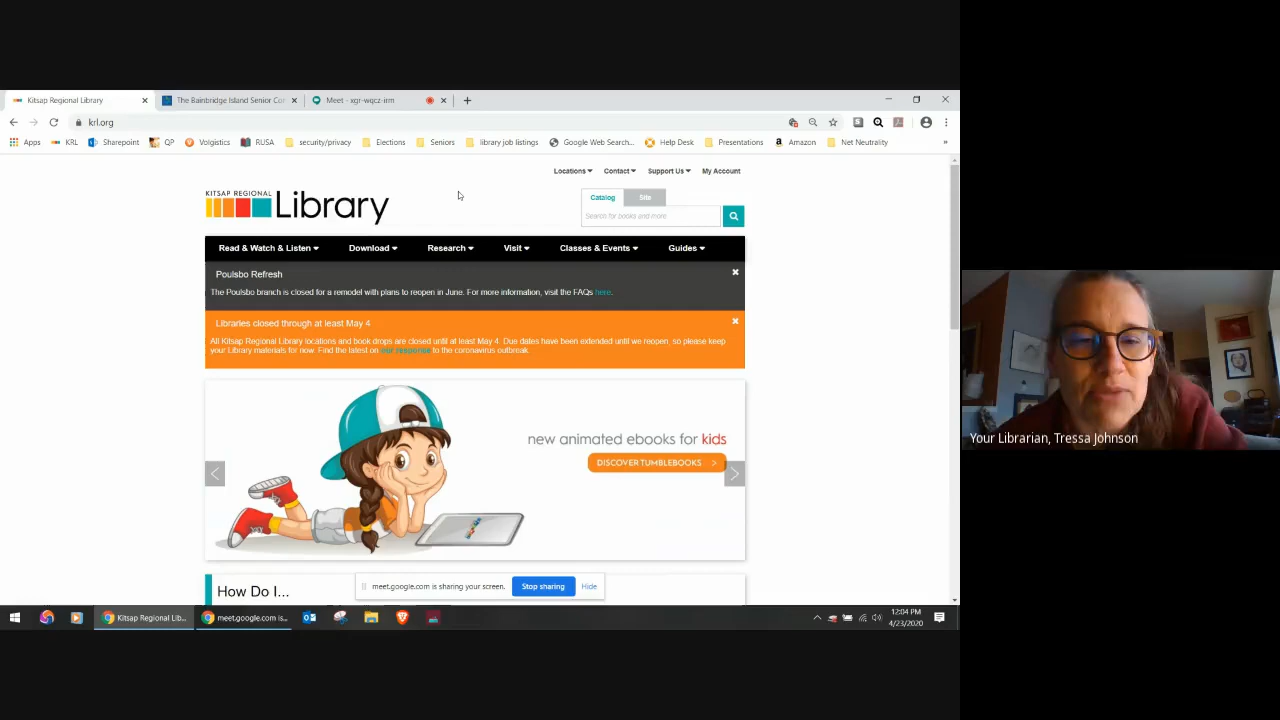 Kitsap Regional Library
The Bainbridge Island Senior Cor
Meet - xgr-wqcz-irm
krl.org
Apps
KRL
Sharepoint
QP
Volgistics
RUSA
security/privacy
Elections
Seniors
library job listings
Google Web Search...
Help Desk
Presentations
Amazon
Net Neutrality
»
Locations
Contact
Support Us
My Account
KITSAP REGIONAL
Library
Catalog
Site
Search for books and more
Read & Watch & Listen
Download
Research
Visit
Classes & Events
Guides
Poulsbo Refresh
The Poulsbo branch is closed for a remodel with plans to reopen in June. For more information, visit the FAQs here.
Libraries closed through at least May 4
All Kitsap Regional Library locations and book drops are closed until at least May 4. Due dates have been extended until we reopen, so please keep
your Library materials for now. Find the latest on our response to the coronavirus outbreak.
new animated ebooks for kids
DISCOVER TUMBLEBOOKS >
How Do I...
meet.google.com is sharing your screen.
Stop sharing
Hide
Your Librarian, Tressa Johnson
Kitsap Regional Lib...
meet.google.com is...
12:04 PM
4/23/2020